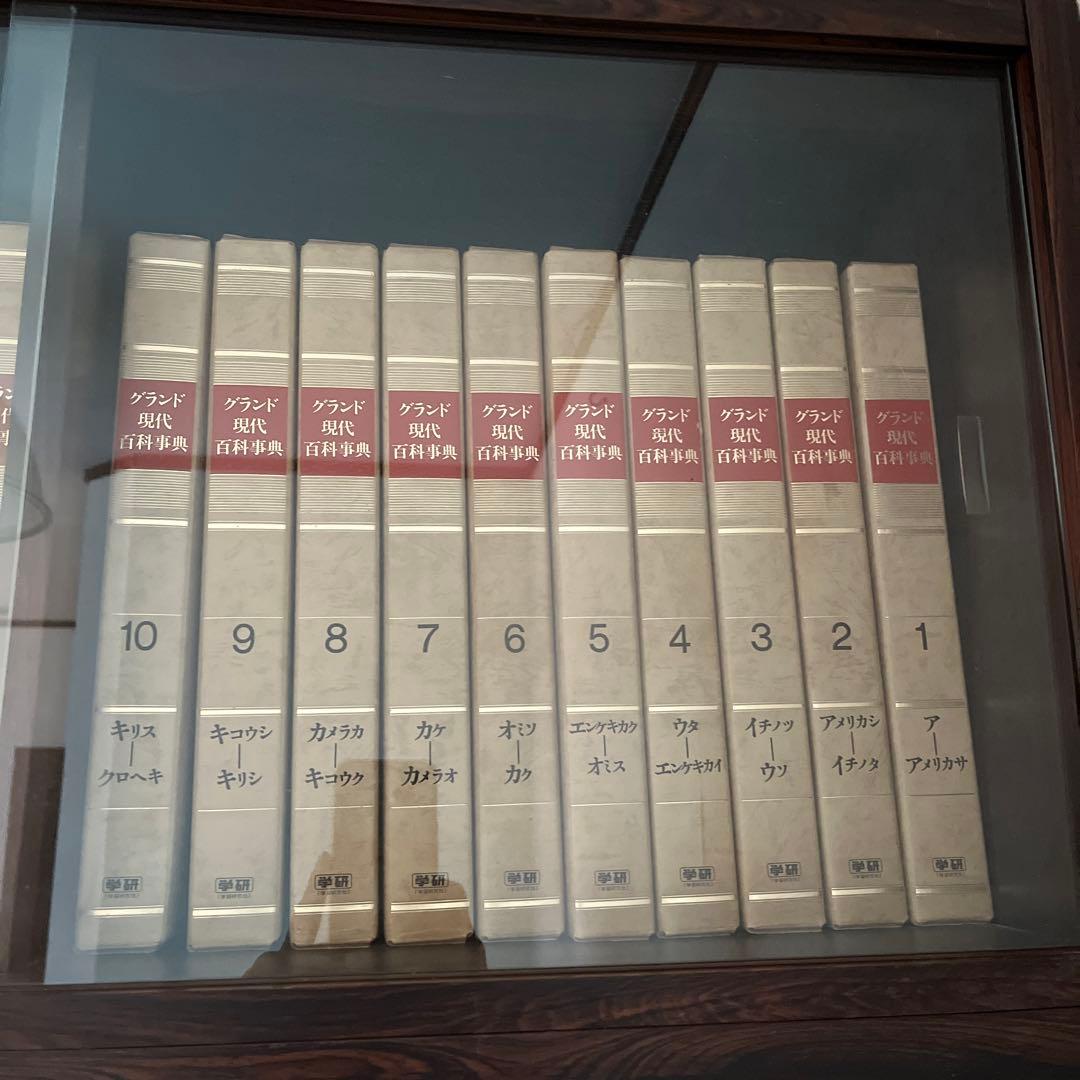 グランド
現代
百科事典
10
キリス
|
クロヘキ
学研
グランド
現代
百科事典
9
キコウシ
|
キリシ
学研
グランド
現代
百科事典
8
カメラカ
|
キコウク
学研
グランド
現代
百科事典
7
カケ
|
カメラオ
学研
グランド
現代
百科事典
6
オミソ
|
カク
学研
グランド
現代
百科事典
5
エンゲキカク
|
オミス
学研
グランド
現代
百科事典
4
ウタ
|
エンゲキカイ
学研
グランド
現代
百科事典
3
イチノツ
|
ウソ
学研
グランド
現代
百科事典
2
アメリカシ
|
イチノタ
学研
グランド
現代
百科事典
1
ア
|
アメリカサ
学研